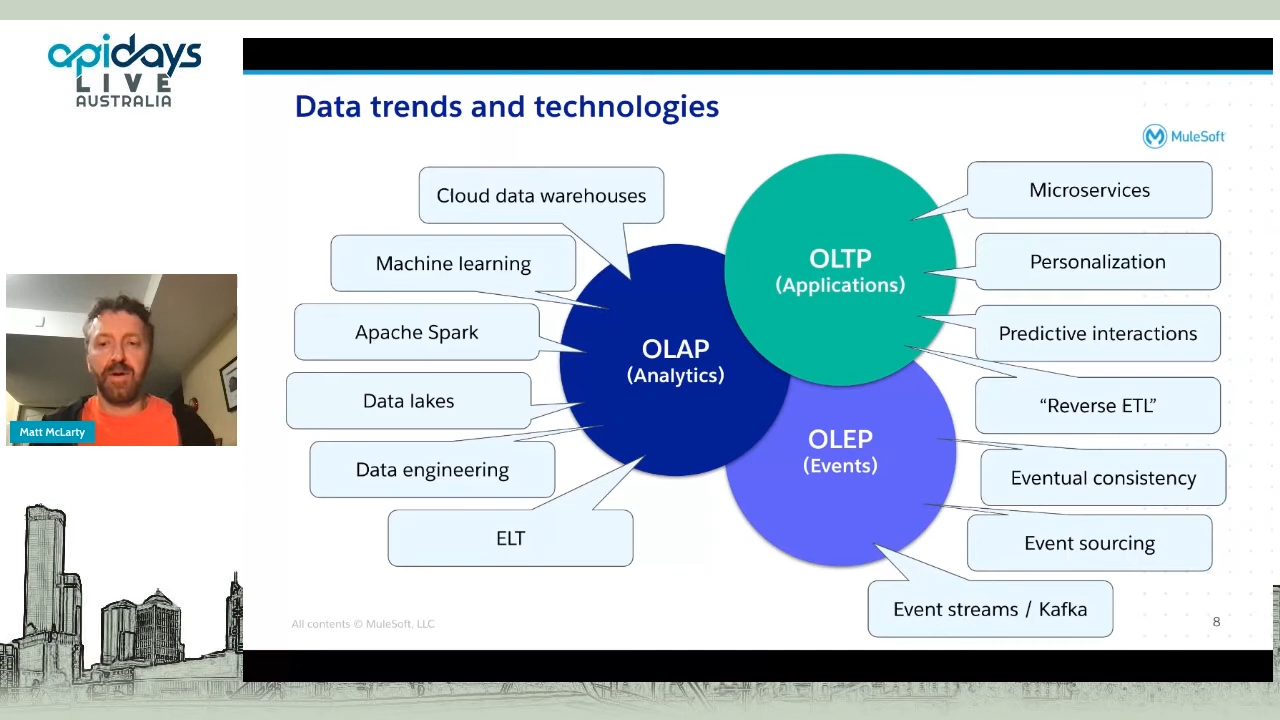 apidays
LIVE
AUSTRALIA
Data trends and technologies
MuleSoft
Cloud data warehouses
Machine learning
Apache Spark
Data lakes
Data engineering
ELT
OLAP
(Analytics)
OLTP
(Applications)
OLEP
(Events)
Microservices
Personalization
Predictive interactions
“Reverse ETL”
Eventual consistency
Event sourcing
Event streams / Kafka
Matt McLarty
All contents © MuleSoft, LLC
8